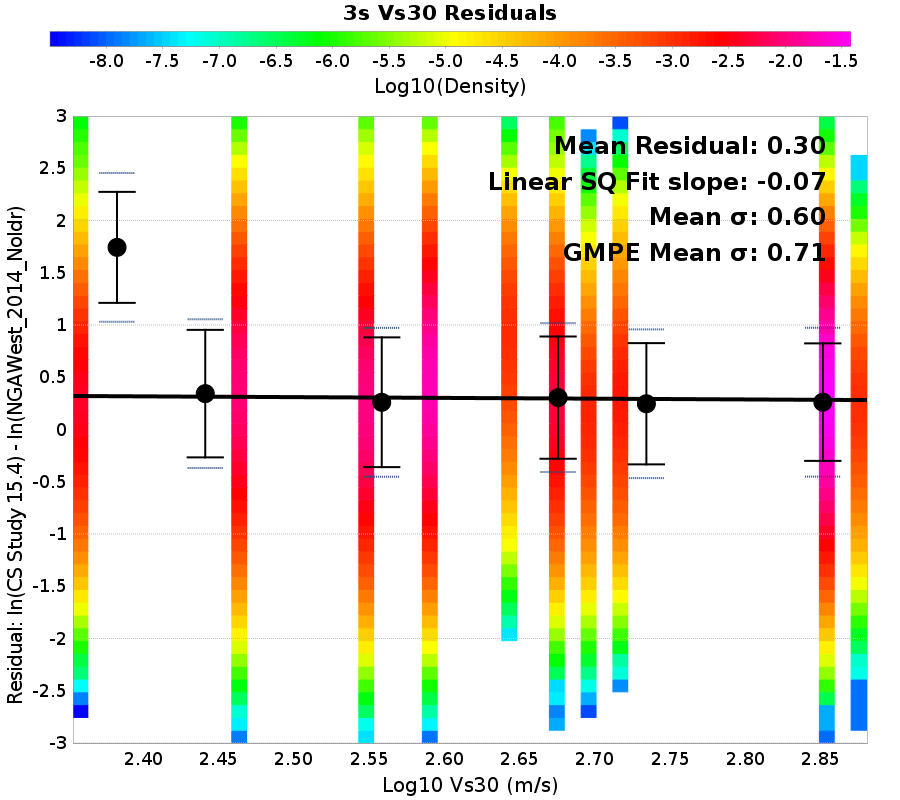 3s Vs30 Residuals
-8.0 -7.5 -7.0 -6.5 -6.0 -5.5 -5.0 -4.5 -4.0 -3.5 -3.0 -2.5 -2.0 -1.5
Log10(Density)
Mean Residual: 0.30
Linear SQ Fit slope: -0.07
Mean σ: 0.60
GMPE Mean σ: 0.71
Residual: ln(CS Study 15.4) - ln(NGAWest_2014_NoIdr)
3
2.5
2
1.5
1
0.5
0
-0.5
-1
-1.5
-2
-2.5
-3
2.40 2.45 2.50 2.55 2.60 2.65 2.70 2.75 2.80 2.85
Log10 Vs30 (m/s)